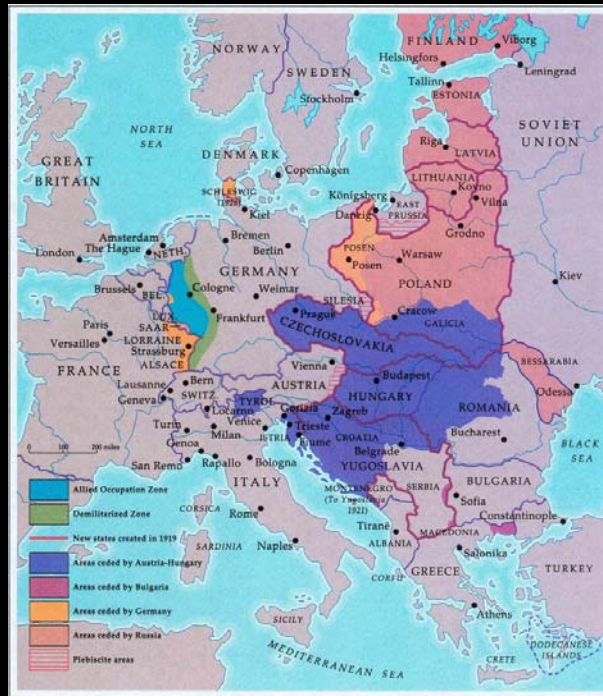 NORWAY
SWEDEN
FINLAND
Viborg
Helsingfors
Leningrad
Tallinn
Stockholm
ESTONIA
NORTH
SEA
SOVIET
UNION
Riga
LATVIA
GREAT
BRITAIN
DENMARK
Copenhagen
LITHUANIA
Kovno
Vilna
SCHLESWIG
(1920)
Kiel
Königsberg
Danzig
EAST
PRUSSIA
Grodno
Amsterdam
The Hague
NETH.
Bremen
Berlin
POSEN
Posen
Warsaw
London
GERMANY
POLAND
Kiev
Brussels
BEL.
Cologne
Weimar
SILESIA
LUX.
Frankfurt
Prague
Cracow
GALICIA
Paris
Versailles
SAAR
LORRAINE
Strassburg
ALSACE
CZECHOSLOVAKIA
Vienna
BESSARABIA
FRANCE
Bern
AUSTRIA
Budapest
HUNGARY
Odessa
Lausanne
Geneva
SWITZ.
TYROL
ROMANIA
Locarno
Gorizia
Zagreb
Turin
Venice
Trieste
Milan
ISTRIA
Fiume
CROATIA
Belgrade
Bucharest
Genoa
BLACK
SEA
San Remo
Rapallo
Bologna
YUGOSLAVIA
0 100 200 miles
ITALY
MONTENEGRO
(To Yugoslavia
1921)
SERBIA
BULGARIA
Sofia
Constantinople
CORSICA
Rome
Tiranë
ALBANIA
MACEDONIA
SARDINIA
Naples
Salonika
CORFU
GREECE
TURKEY
SICILY
Athens
DODECANESE
ISLANDS
CRETE
MEDITERRANEAN SEA
Allied Occupation Zone
Demilitarized Zone
New states created in 1919
Areas ceded by Austria-Hungary
Areas ceded by Bulgaria
Areas ceded by Germany
Areas ceded by Russia
Plebiscite areas